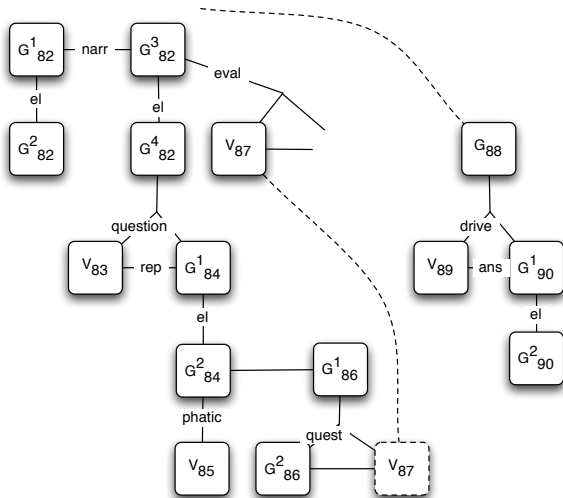 G¹₈₂ narr G³₈₂
eval
el el
G²₈₂ G⁴₈₂ V₈₇ G₈₈
question drive
V₈₃ rep G¹₈₄ V₈₉ ans G¹₉₀
el el
G²₈₄ G¹₈₆ G²₉₀
phatic
quest
V₈₅ G²₈₆ V₈₇